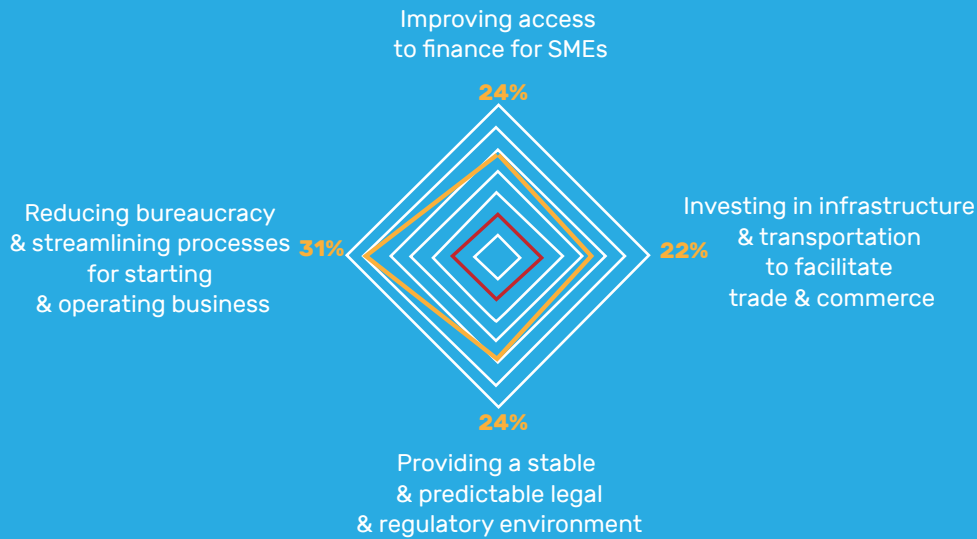 Improving access
to finance for SMEs
24%
Reducing bureaucracy
& streamlining processes
for starting
& operating business
31%
22%
Investing in infrastructure
& transportation
to facilitate
trade & commerce
24%
Providing a stable
& predictable legal
& regulatory environment